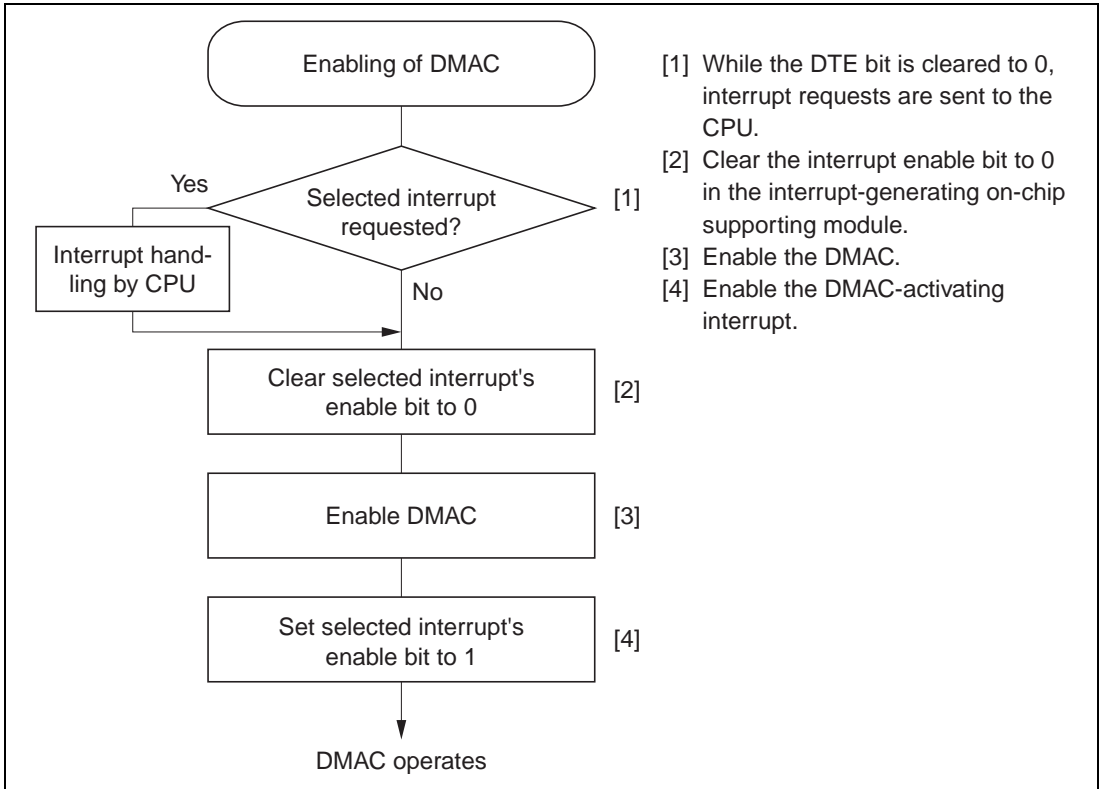 Enabling of DMAC
Yes
Selected interrupt
requested?
[1]
Interrupt hand-
ling by CPU
No
Clear selected interrupt's
enable bit to 0
[2]
Enable DMAC
[3]
Set selected interrupt's
enable bit to 1
[4]
DMAC operates
[1] While the DTE bit is cleared to 0,
interrupt requests are sent to the
CPU.
[2] Clear the interrupt enable bit to 0
in the interrupt-generating on-chip
supporting module.
[3] Enable the DMAC.
[4] Enable the DMAC-activating
interrupt.